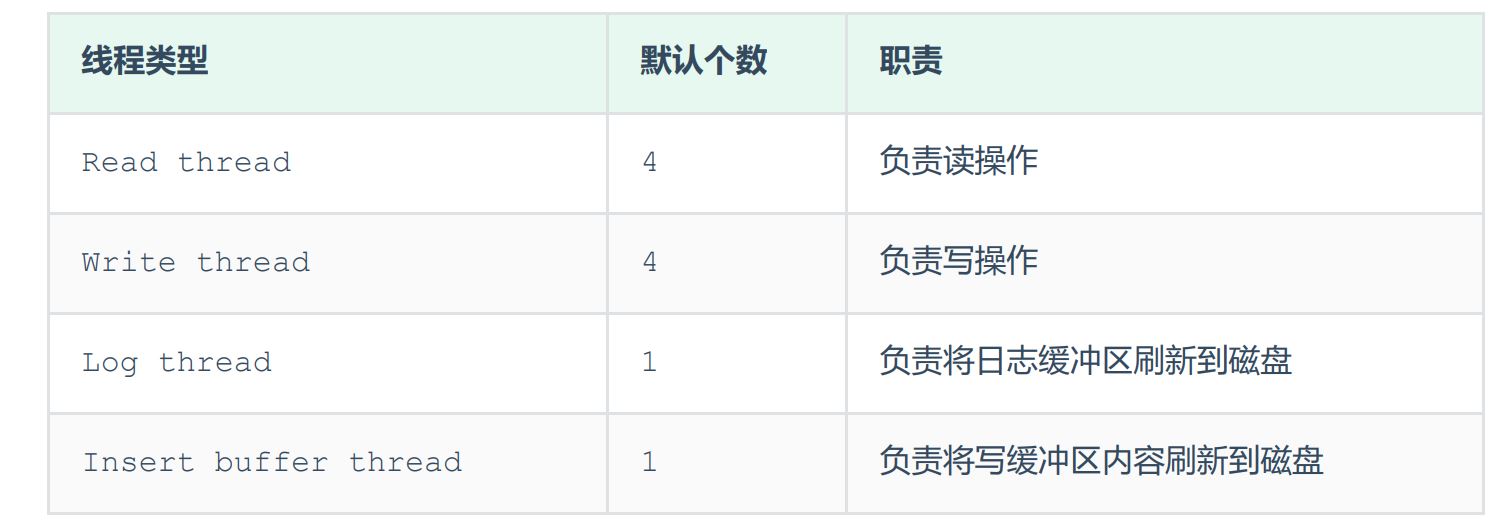 线程类型 默认个数 职责
Read thread 4 负责读操作
Write thread 4 负责写操作
Log thread 1 负责将日志缓冲区刷新到磁盘
Insert buffer thread 1 负责将写缓冲区内容刷新到磁盘